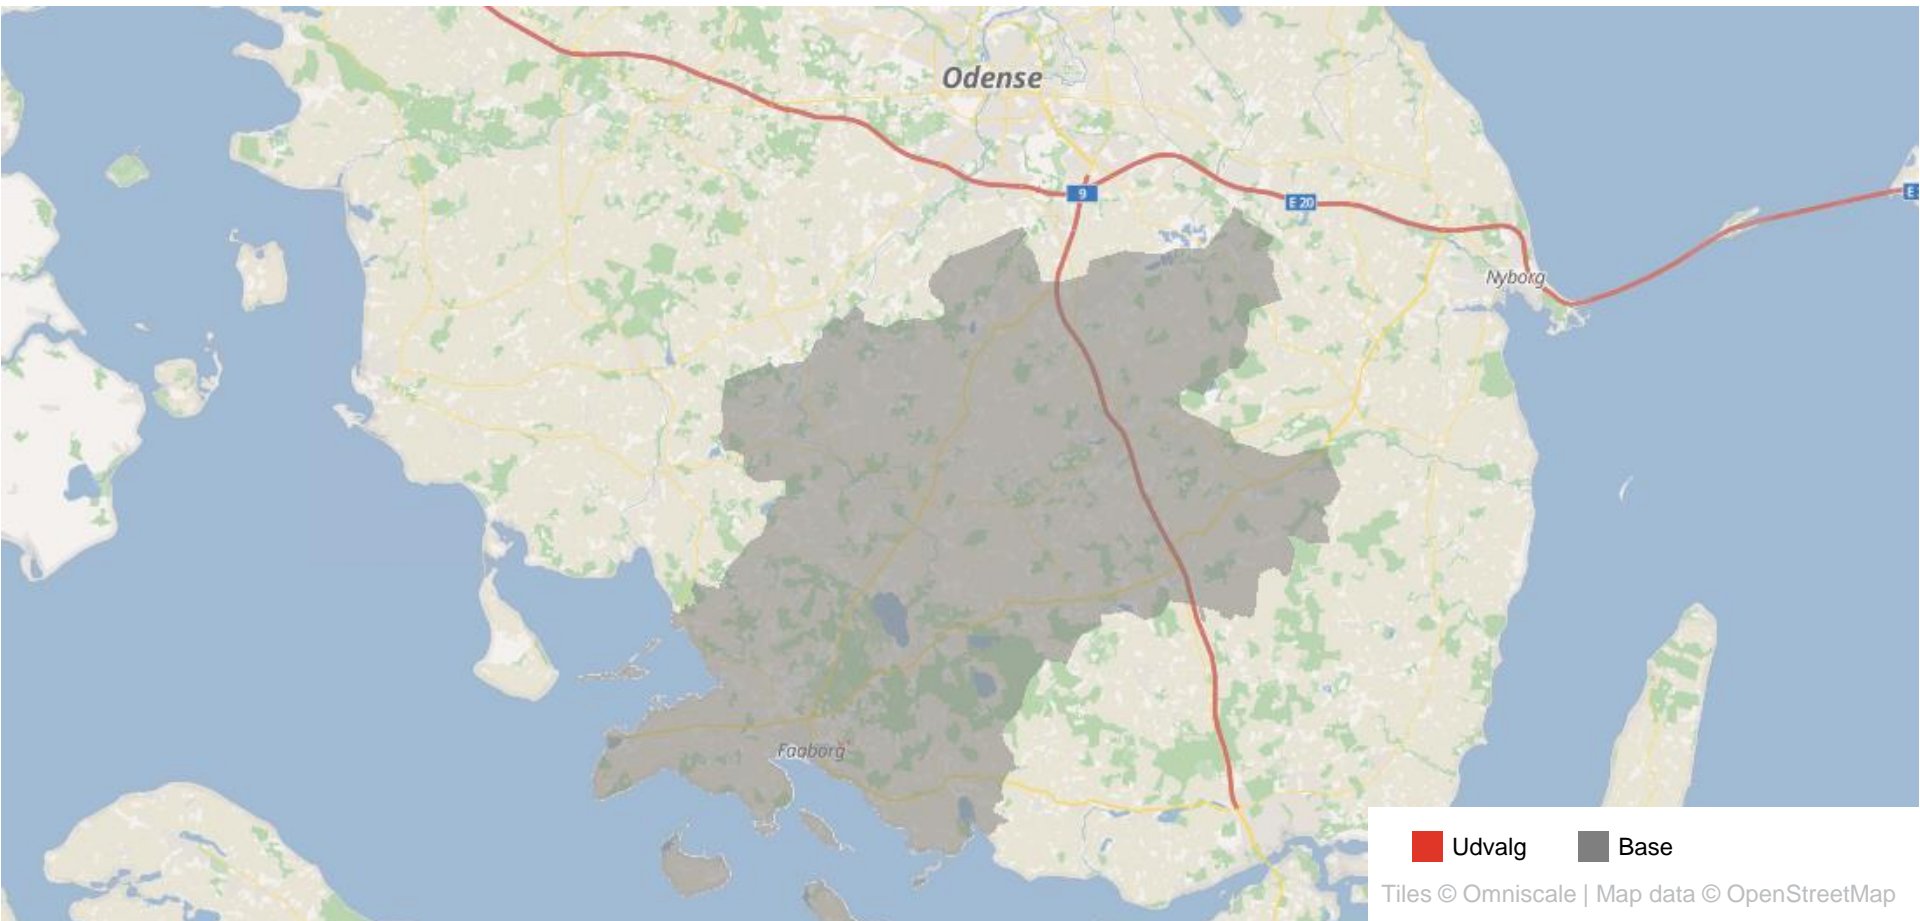 Odense
9
E 20
E
Nyborg
Faaborg
Udvalg
Base
Tiles © Omniscale | Map data © OpenStreetMap